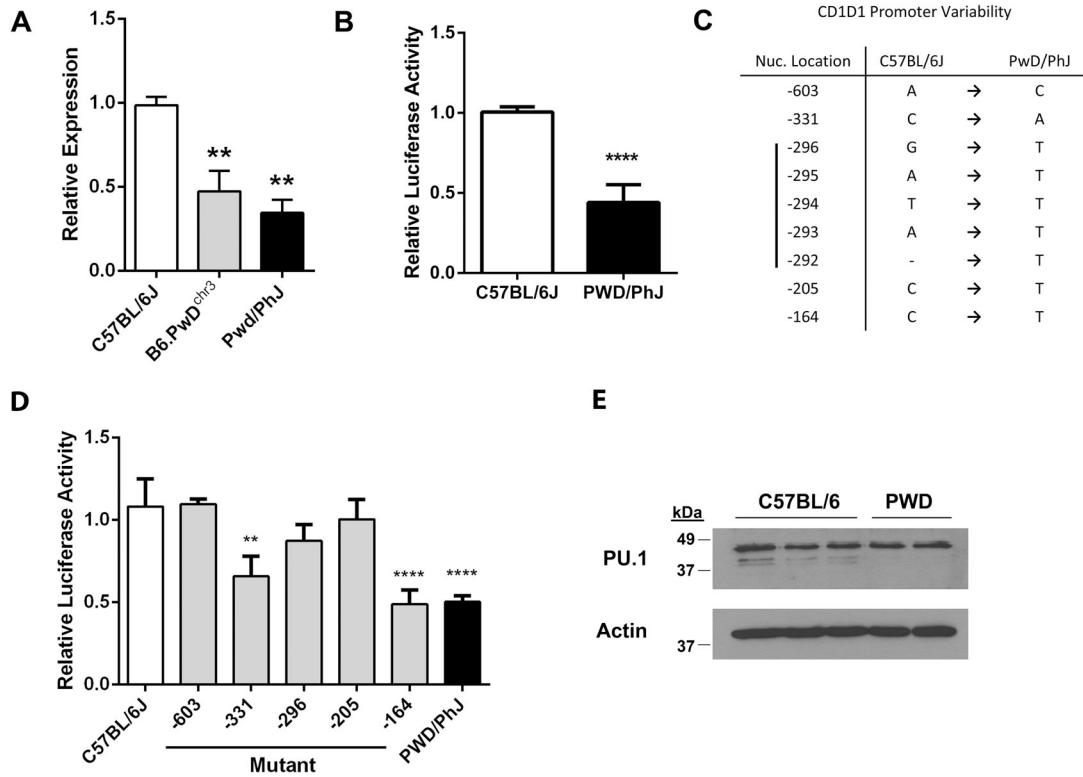 A
Relative Expression
1.5
1.0
0.5
0.0
**
**
C57BL/6J
B6.PwD^chr3
Pwd/PhJ
B
Relative Luciferase Activity
1.5
1.0
0.5
0.0
****
C57BL/6J PWD/PhJ
C
CD1D1 Promoter Variability
Nuc. Location C57BL/6J PwD/PhJ
-603 A → C
-331 C → A
-296 G → T
-295 A → T
-294 T → T
-293 A → T
-292 - → T
-205 C → T
-164 C → T
D
Relative Luciferase Activity
1.5
1.0
0.5
0.0
**
****
****
C57BL/6J
-603
-331
-296
-205
-164
PWD/PhJ
Mutant
E
C57BL/6 PWD
kDa
49
PU.1
37
Actin
37